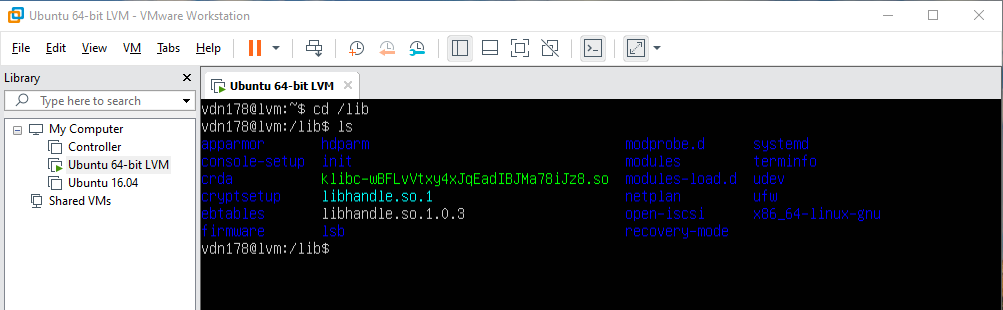 Ubuntu 64-bit LVM - VMware Workstation
File Edit View VM Tabs Help
Library
Type here to search
My Computer
Controller
Ubuntu 64-bit LVM
Ubuntu 16.04
Shared VMs
Ubuntu 64-bit LVM
vdn178@lvm:~$ cd /lib
vdn178@lvm:/lib$ ls
apparmor hdparm modprobe.d systemd
console-setup init modules terminfo
crda klibc-wBFLvVtxy4xJqEadIBJMa78iJz8.so modules-load.d udev
cryptsetup libhandle.so.1 netplan ufw
ebtables libhandle.so.1.0.3 open-iscsi x86_64-linux-gnu
firmware lsb recovery-mode
vdn178@lvm:/lib$